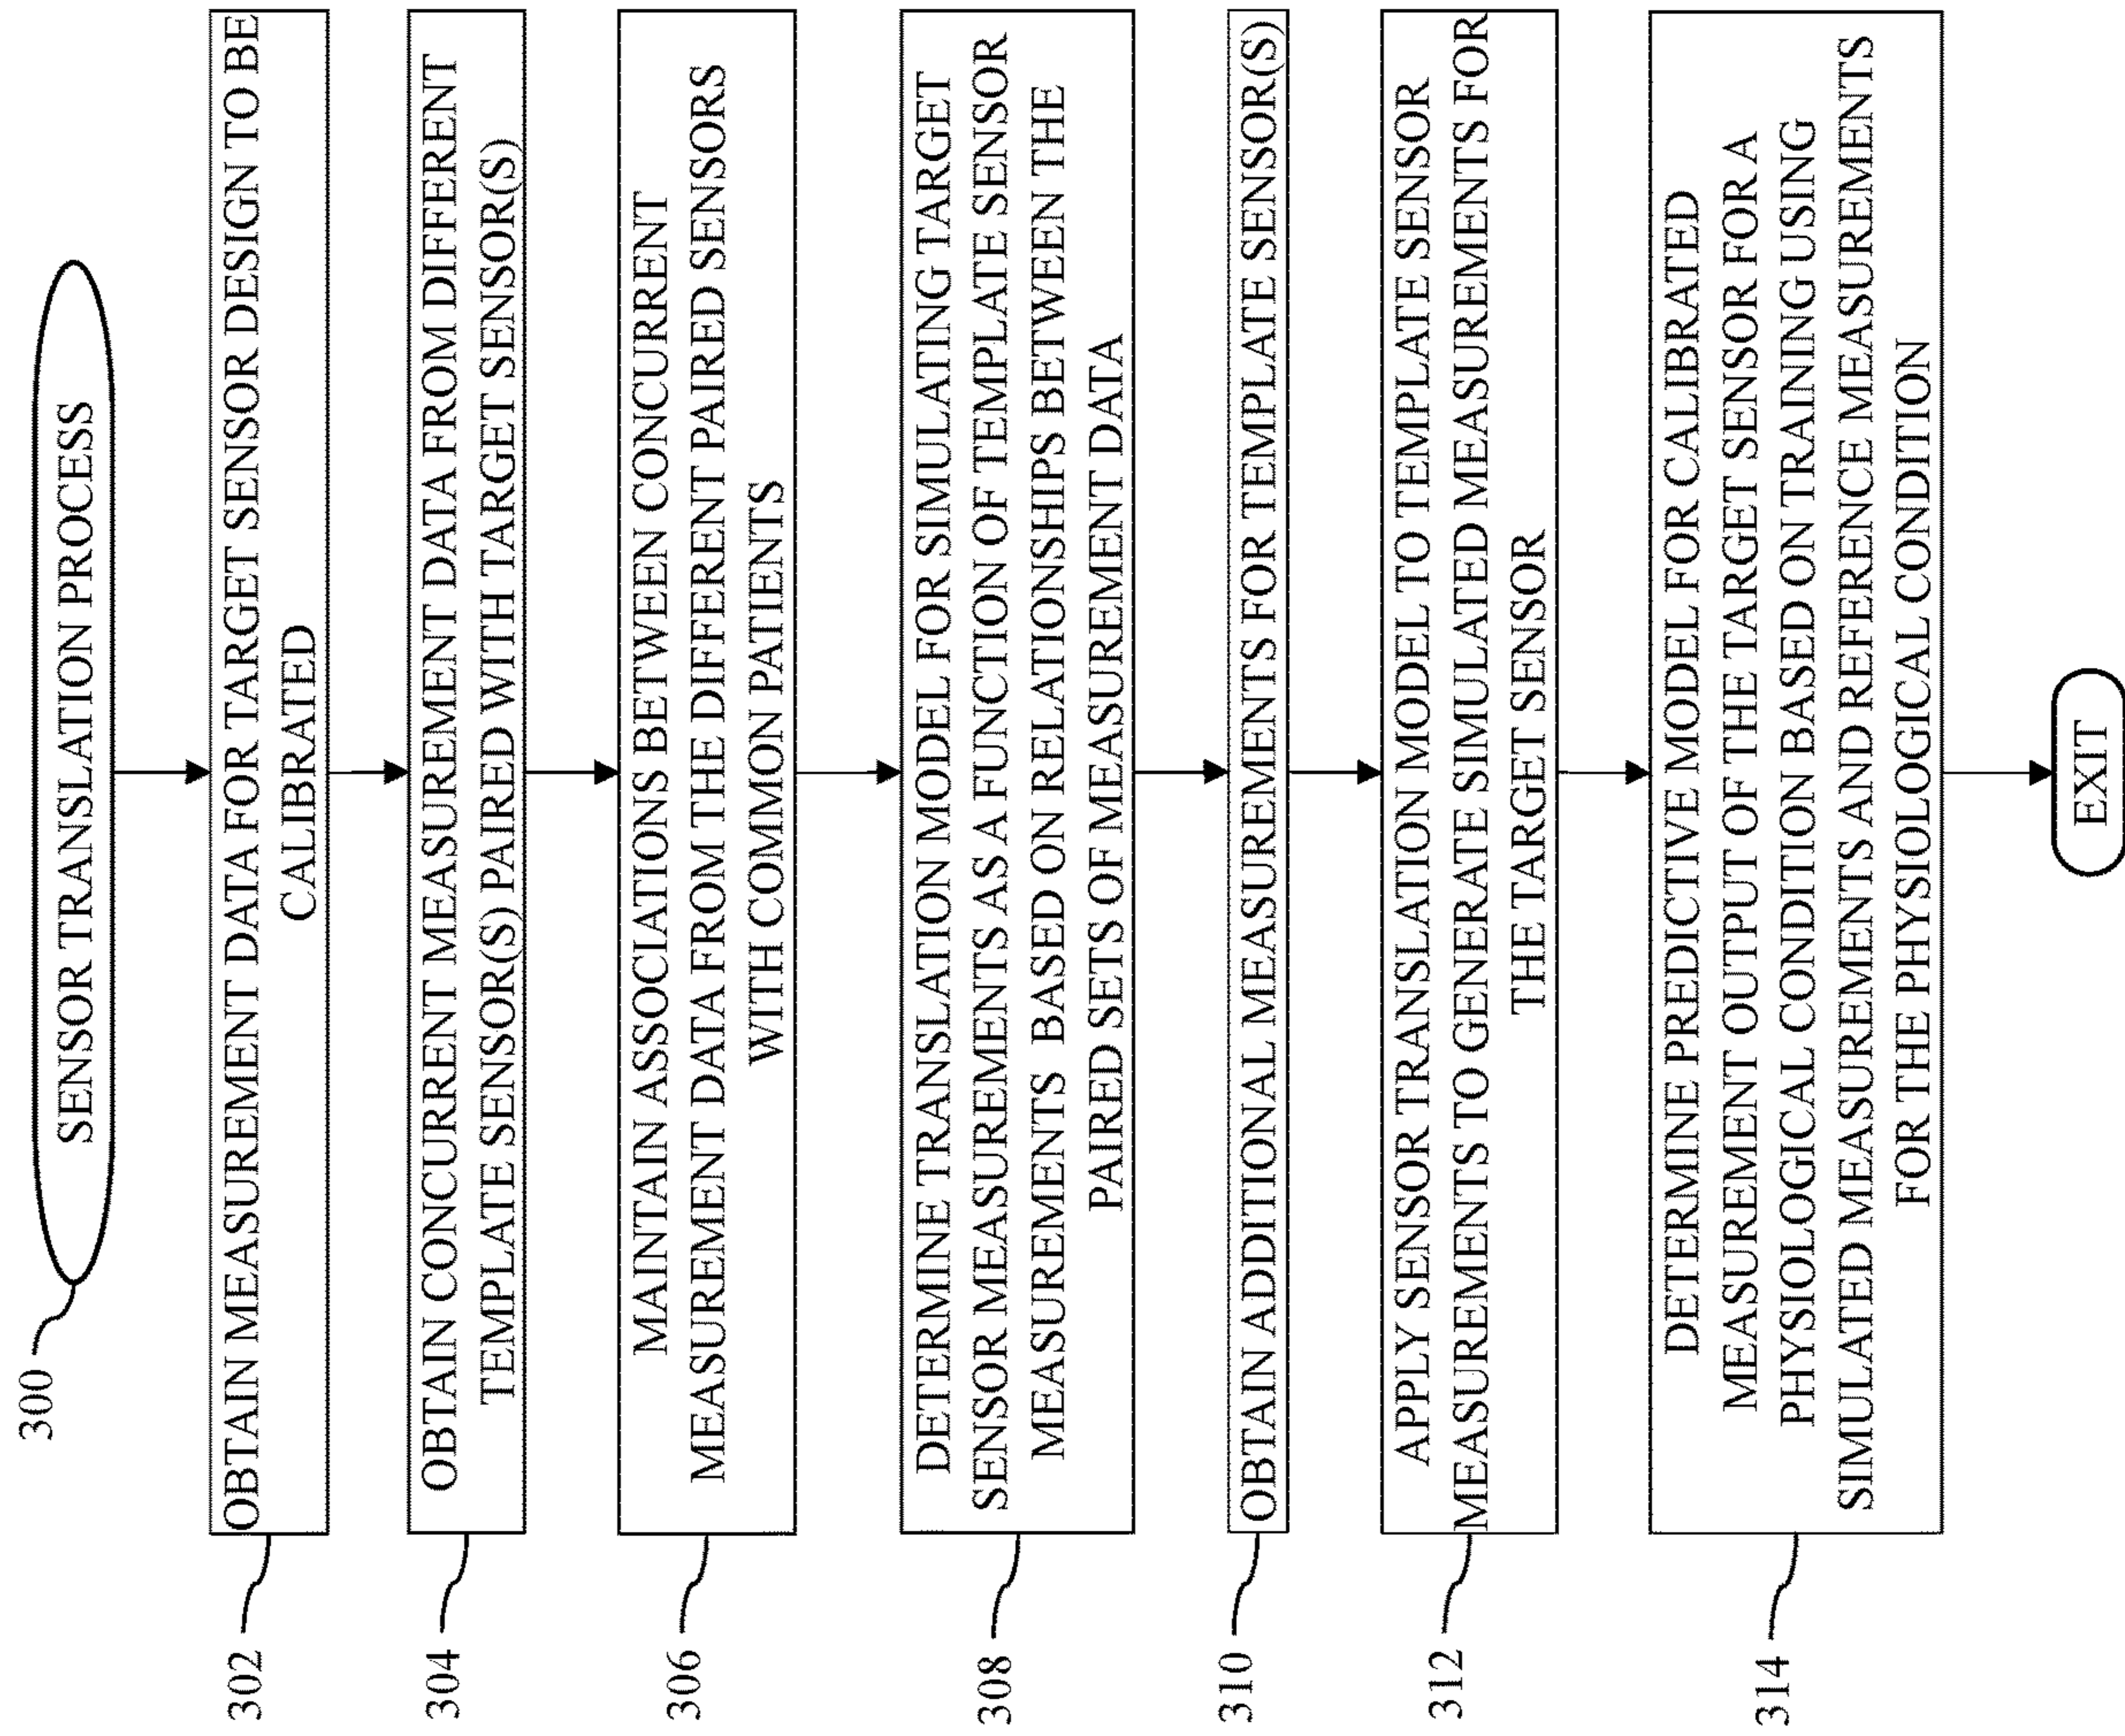 300
SENSOR TRANSLATION PROCESS
302
OBTAIN MEASUREMENT DATA FOR TARGET SENSOR DESIGN TO BE
CALIBRATED
304
OBTAIN CONCURRENT MEASUREMENT DATA FROM DIFFERENT
TEMPLATE SENSOR(S) PAIRED WITH TARGET SENSOR(S)
306
MAINTAIN ASSOCIATIONS BETWEEN CONCURRENT
MEASUREMENT DATA FROM THE DIFFERENT PAIRED SENSORS
WITH COMMON PATIENTS
308
DETERMINE TRANSLATION MODEL FOR SIMULATING TARGET
SENSOR MEASUREMENTS AS A FUNCTION OF TEMPLATE SENSOR
MEASUREMENTS BASED ON RELATIONSHIPS BETWEEN THE
PAIRED SETS OF MEASUREMENT DATA
310
OBTAIN ADDITIONAL MEASUREMENTS FOR TEMPLATE SENSOR(S)
312
APPLY SENSOR TRANSLATION MODEL TO TEMPLATE SENSOR
MEASUREMENTS TO GENERATE SIMULATED MEASUREMENTS FOR
THE TARGET SENSOR
314
DETERMINE PREDICTIVE MODEL FOR CALIBRATED
MEASUREMENT OUTPUT OF THE TARGET SENSOR FOR A
PHYSIOLOGICAL CONDITION BASED ON TRAINING USING
SIMULATED MEASUREMENTS AND REFERENCE MEASUREMENTS
FOR THE PHYSIOLOGICAL CONDITION
EXIT